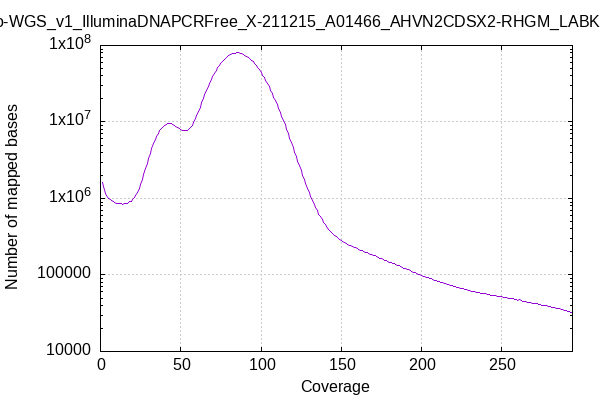 o-WGS_v1_IlluminaDNAPCRFree_X-211215_A01466_AHVN2CDSX2-RHGM_LABK
1x10^8
1x10^7
1x10^6
100000
10000
Number of mapped bases
0 50 100 150 200 250
Coverage